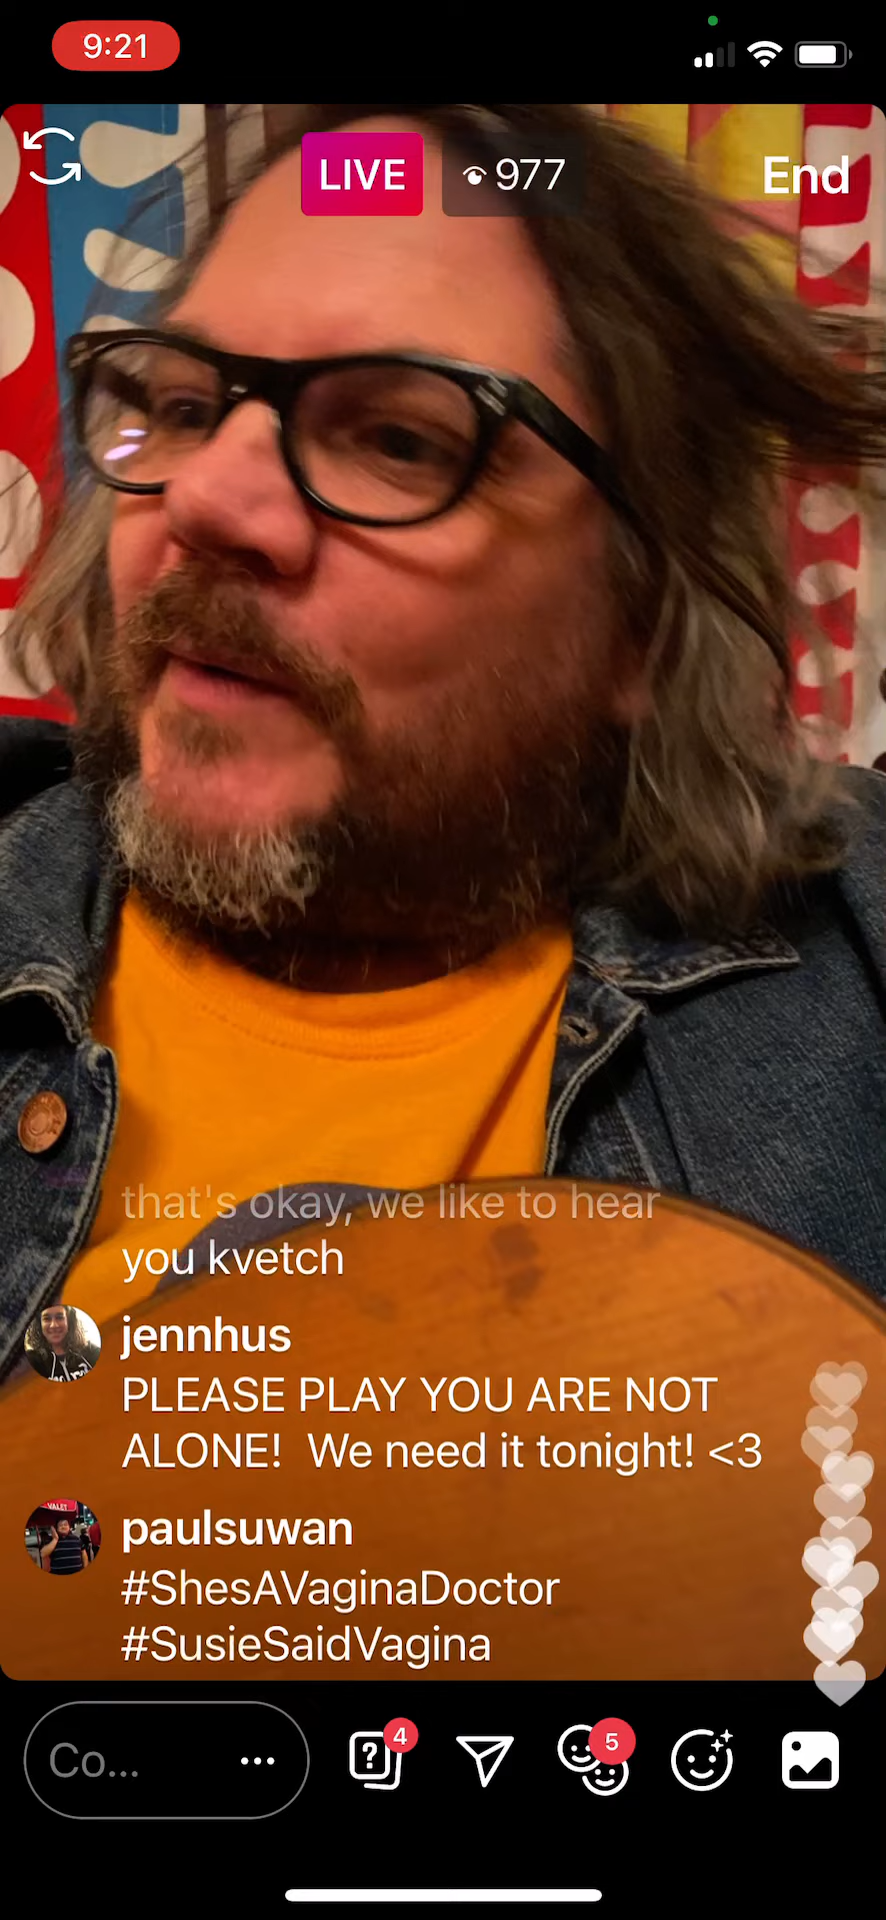 9:21
LIVE 977 End
that's okay, we like to hear
you kvetch
jennhus
PLEASE PLAY YOU ARE NOT
ALONE!  We need it tonight! <3
VALET
paulsuwan
#ShesAVaginaDoctor
#SusieSaidVagina
Co... ... ? 4 5